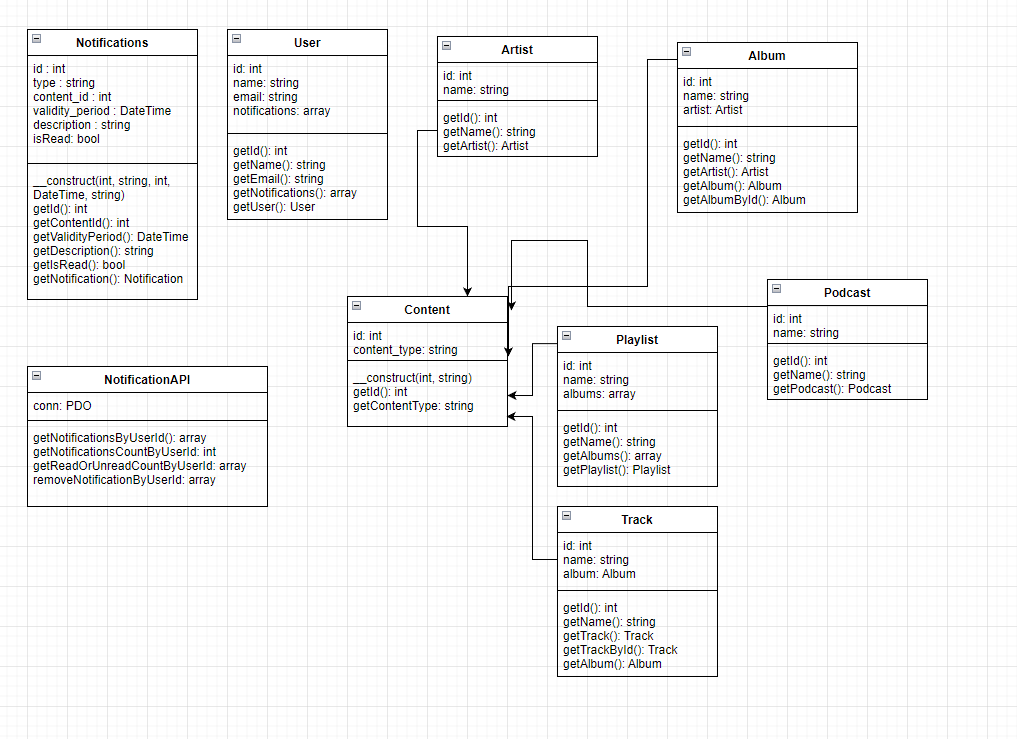 Notifications
id : int
type : string
content_id : int
validity_period : DateTime
description : string
isRead: bool
__construct(int, string, int,
DateTime, string)
getId(): int
getContentId(): int
getValidityPeriod(): DateTime
getDescription(): string
getIsRead(): bool
getNotification(): Notification
User
id: int
name: string
email: string
notifications: array
getId(): int
getName(): string
getEmail(): string
getNotifications(): array
getUser(): User
Artist
id: int
name: string
getId(): int
getName(): string
getArtist(): Artist
Album
id: int
name: string
artist: Artist
getId(): int
getName(): string
getArtist(): Artist
getAlbum(): Album
getAlbumById(): Album
Content
id: int
content_type: string
__construct(int, string)
getId(): int
getContentType: string
Podcast
id: int
name: string
getId(): int
getName(): string
getPodcast(): Podcast
Playlist
id: int
name: string
albums: array
getId(): int
getName(): string
getAlbums(): array
getPlaylist(): Playlist
NotificationAPI
conn: PDO
getNotificationsByUserId(): array
getNotificationsCountByUserId: int
getReadOrUnreadCountByUserId: array
removeNotificationByUserId: array
Track
id: int
name: string
album: Album
getId(): int
getName(): string
getTrack(): Track
getTrackById(): Track
getAlbum(): Album